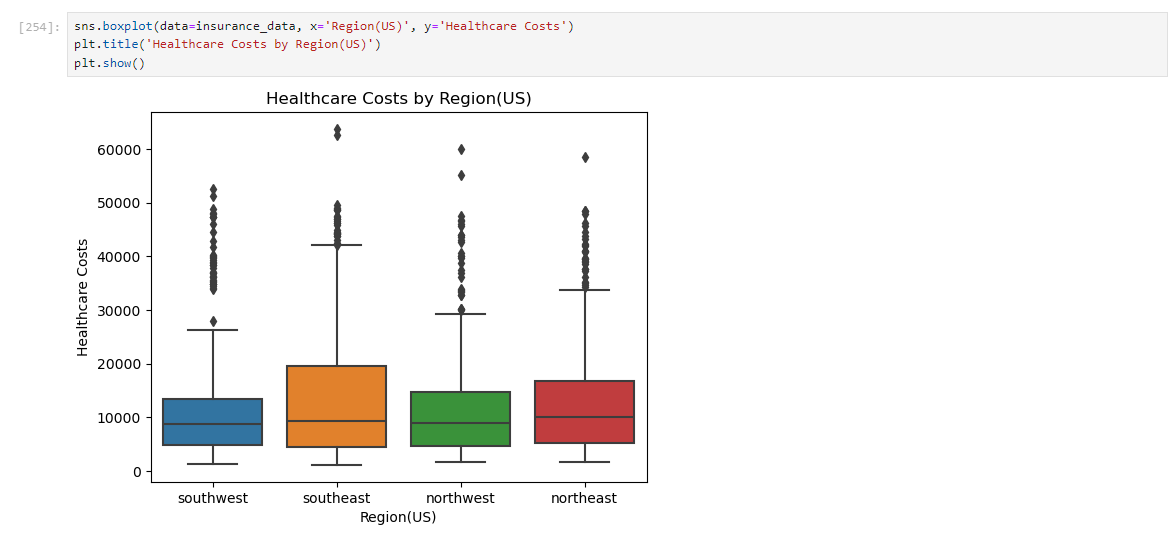 [254]: sns.boxplot(data=insurance_data, x='Region(US)', y='Healthcare Costs')
plt.title('Healthcare Costs by Region(US)')
plt.show()
Healthcare Costs by Region(US)
60000
50000
40000
30000
20000
10000
0
Healthcare Costs
southwest southeast northwest northeast
Region(US)